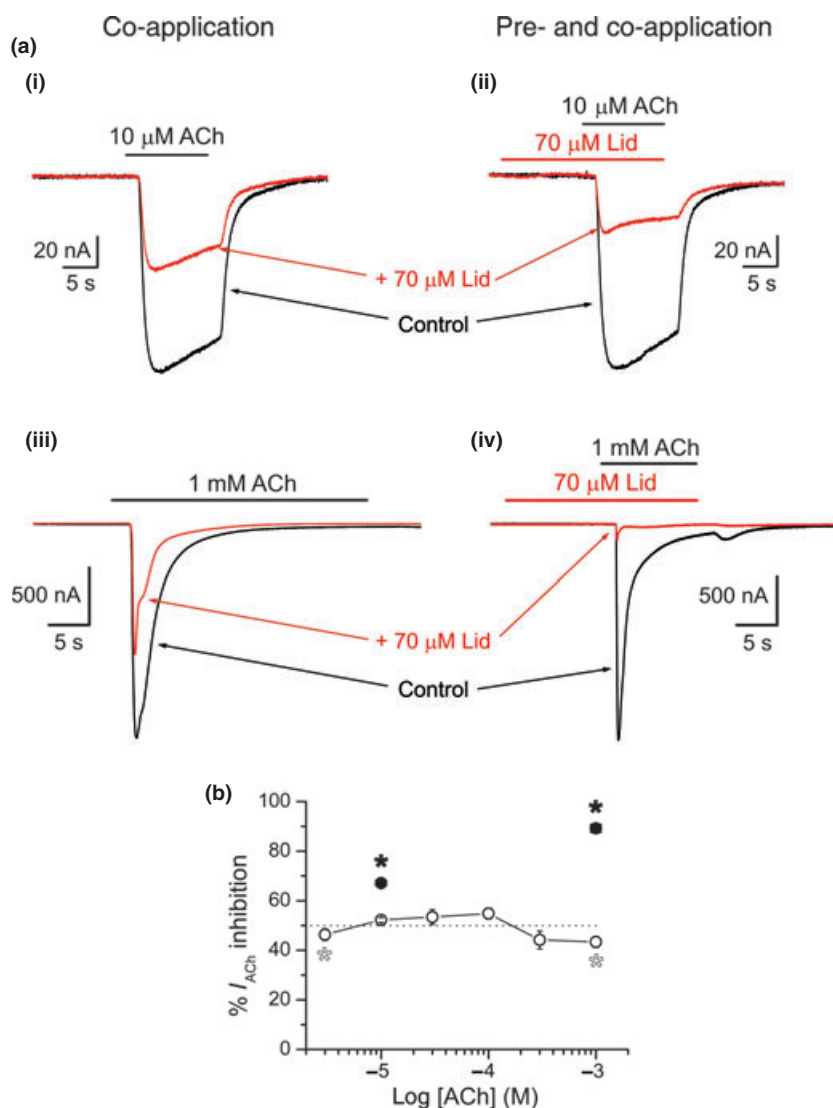 Co-application
Pre- and co-application
(a)
(i)
(ii)
10 μM ACh
10 μM ACh
70 μM Lid
20 nA
5 s
+ 70 μM Lid
Control
20 nA
5 s
(iii)
(iv)
1 mM ACh
1 mM ACh
70 μM Lid
500 nA
5 s
+ 70 μM Lid
Control
500 nA
5 s
(b)
100
80
60
40
20
0
% IACh inhibition
* *
–5 –4 –3
Log [ACh] (M)